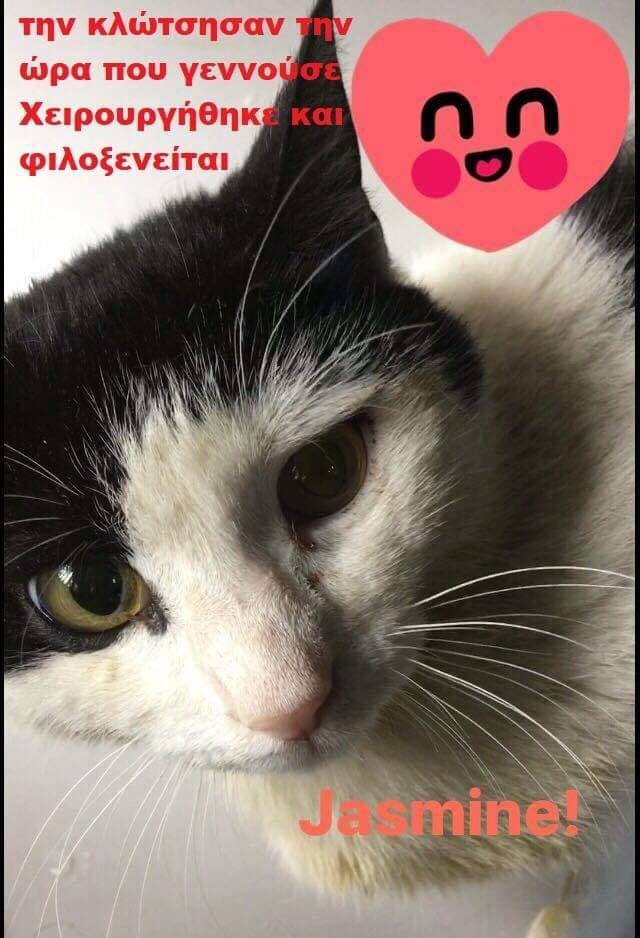 την κλώτσησαν την
ώρα που γεννούσε
Χειρουργήθηκε και
φιλοξενείται
Jasmine!